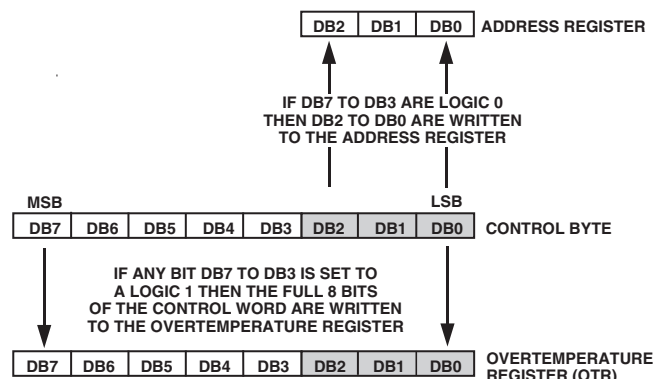 DB2 DB1 DB0 ADDRESS REGISTER
IF DB7 TO DB3 ARE LOGIC 0
THEN DB2 TO DB0 ARE WRITTEN
TO THE ADDRESS REGISTER
MSB LSB
DB7 DB6 DB5 DB4 DB3 DB2 DB1 DB0 CONTROL BYTE
IF ANY BIT DB7 TO DB3 IS SET TO
A LOGIC 1 THEN THE FULL 8 BITS
OF THE CONTROL WORD ARE WRITTEN
TO THE OVERTEMPERATURE REGISTER
DB7 DB6 DB5 DB4 DB3 DB2 DB1 DB0 OVERTEMPERATURE
REGISTER (OTR)